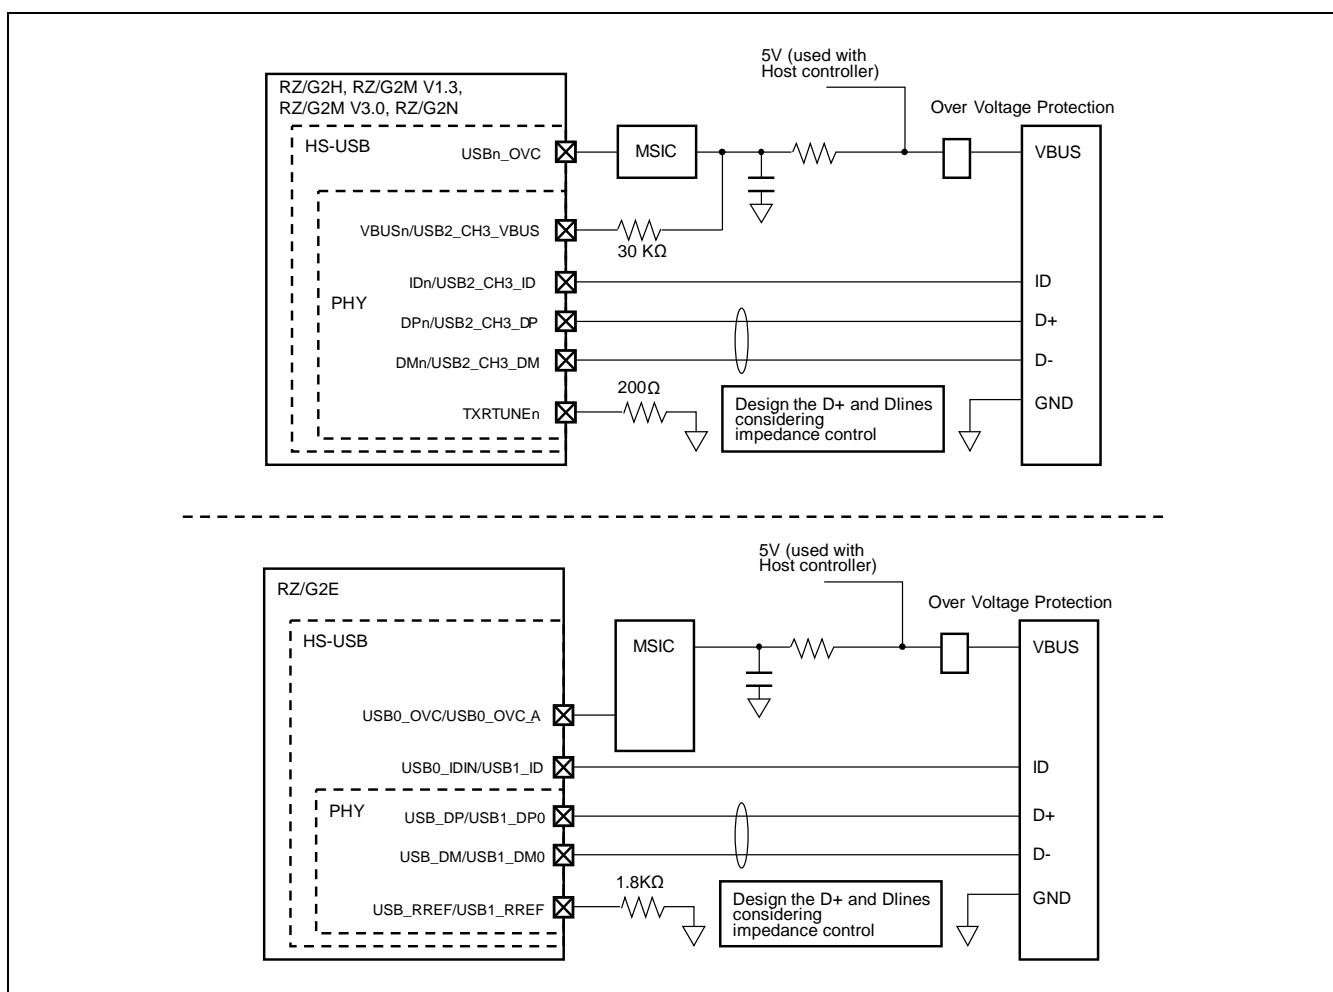 5V (used with
Host controller)
RZ/G2H, RZ/G2M V1.3,
RZ/G2M V3.0, RZ/G2N
Over Voltage Protection
HS-USB
USBn_OVC
MSIC
VBUS
VBUSn/USB2_CH3_VBUS
30 KΩ
IDn/USB2_CH3_ID
ID
PHY
DPn/USB2_CH3_DP
D+
DMn/USB2_CH3_DM
D-
200Ω
TXRTUNEn
Design the D+ and Dlines
considering
impedance control
GND
5V (used with
Host controller)
RZ/G2E
Over Voltage Protection
HS-USB
MSIC
VBUS
USB0_OVC/USB0_OVC_A
USB0_IDIN/USB1_ID
ID
PHY
USB_DP/USB1_DP0
D+
USB_DM/USB1_DM0
D-
1.8KΩ
USB_RREF/USB1_RREF
Design the D+ and Dlines
considering
impedance control
GND